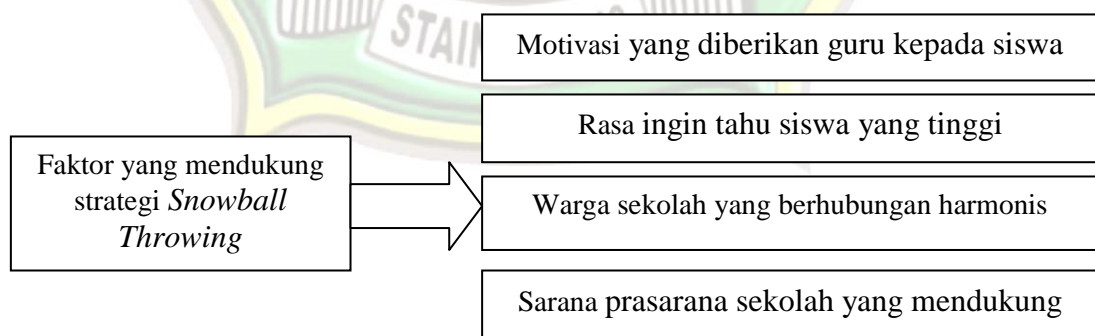 STAIN
Motivasi yang diberikan guru kepada siswa
Rasa ingin tahu siswa yang tinggi
Faktor yang mendukung
strategi Snowball
Throwing
Warga sekolah yang berhubungan harmonis
Sarana prasarana sekolah yang mendukung